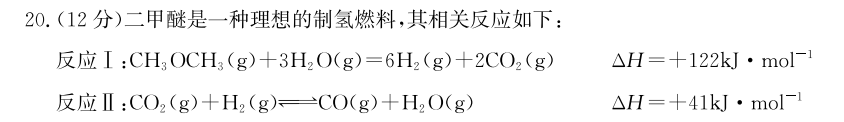 20.(12分)二甲醚是一种理想的制氢燃料,其相关反应如下:
反应Ⅰ:CH₃OCH₃(g)+3H₂O(g)=6H₂(g)+2CO₂(g) ΔH=+122kJ·mol⁻¹
反应Ⅱ:CO₂(g)+H₂(g)⇌CO(g)+H₂O(g) ΔH=+41kJ·mol⁻¹